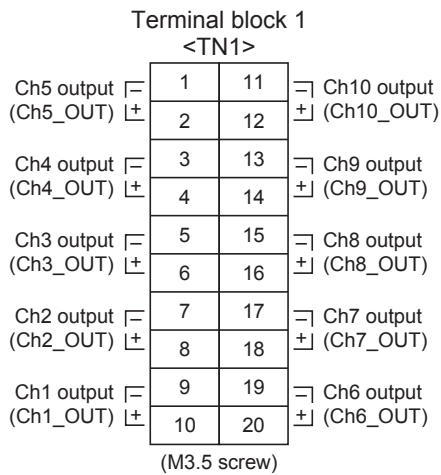 Terminal block 1
<TN1>
Ch5 output − 1 11 − Ch10 output
(Ch5_OUT) + 2 12 + (Ch10_OUT)
Ch4 output − 3 13 − Ch9 output
(Ch4_OUT) + 4 14 + (Ch9_OUT)
Ch3 output − 5 15 − Ch8 output
(Ch3_OUT) + 6 16 + (Ch8_OUT)
Ch2 output − 7 17 − Ch7 output
(Ch2_OUT) + 8 18 + (Ch7_OUT)
Ch1 output − 9 19 − Ch6 output
(Ch1_OUT) + 10 20 + (Ch6_OUT)
(M3.5 screw)